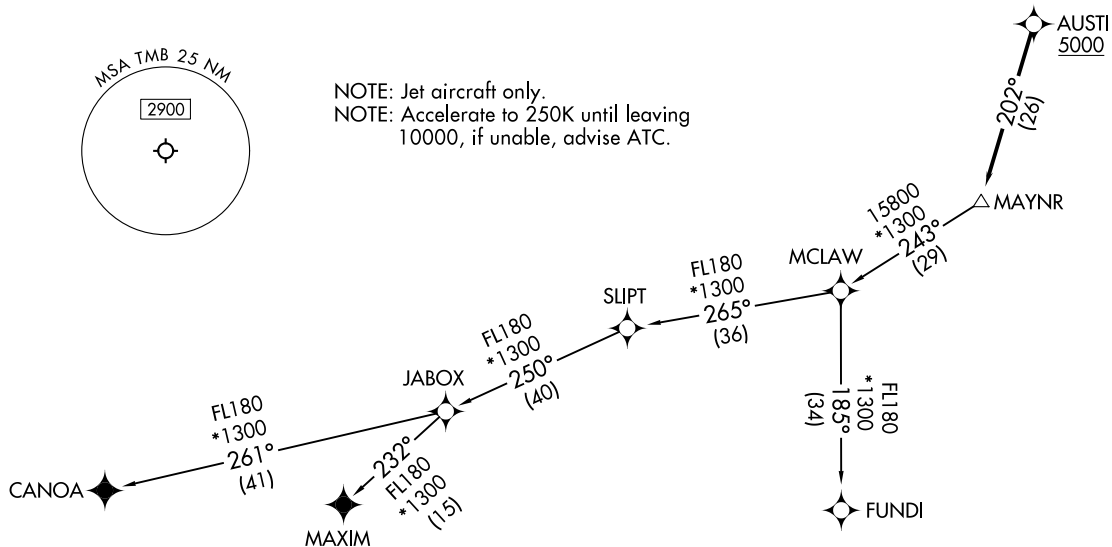 MSA TMB 25 NM
2900
NOTE: Jet aircraft only.
NOTE: Accelerate to 250K until leaving
10000, if unable, advise ATC.
AUSTI
5000
202°
(26)
MAYNR
15800
*1300
243°
(29)
MCLAW
FL180
*1300
265°
(36)
SLIPT
FL180
*1300
250°
(40)
JABOX
FL180
*1300
261°
(41)
CANOA
232°
FL180
*1300
(15)
MAXIM
FL180
*1300
185°
(34)
FUNDI